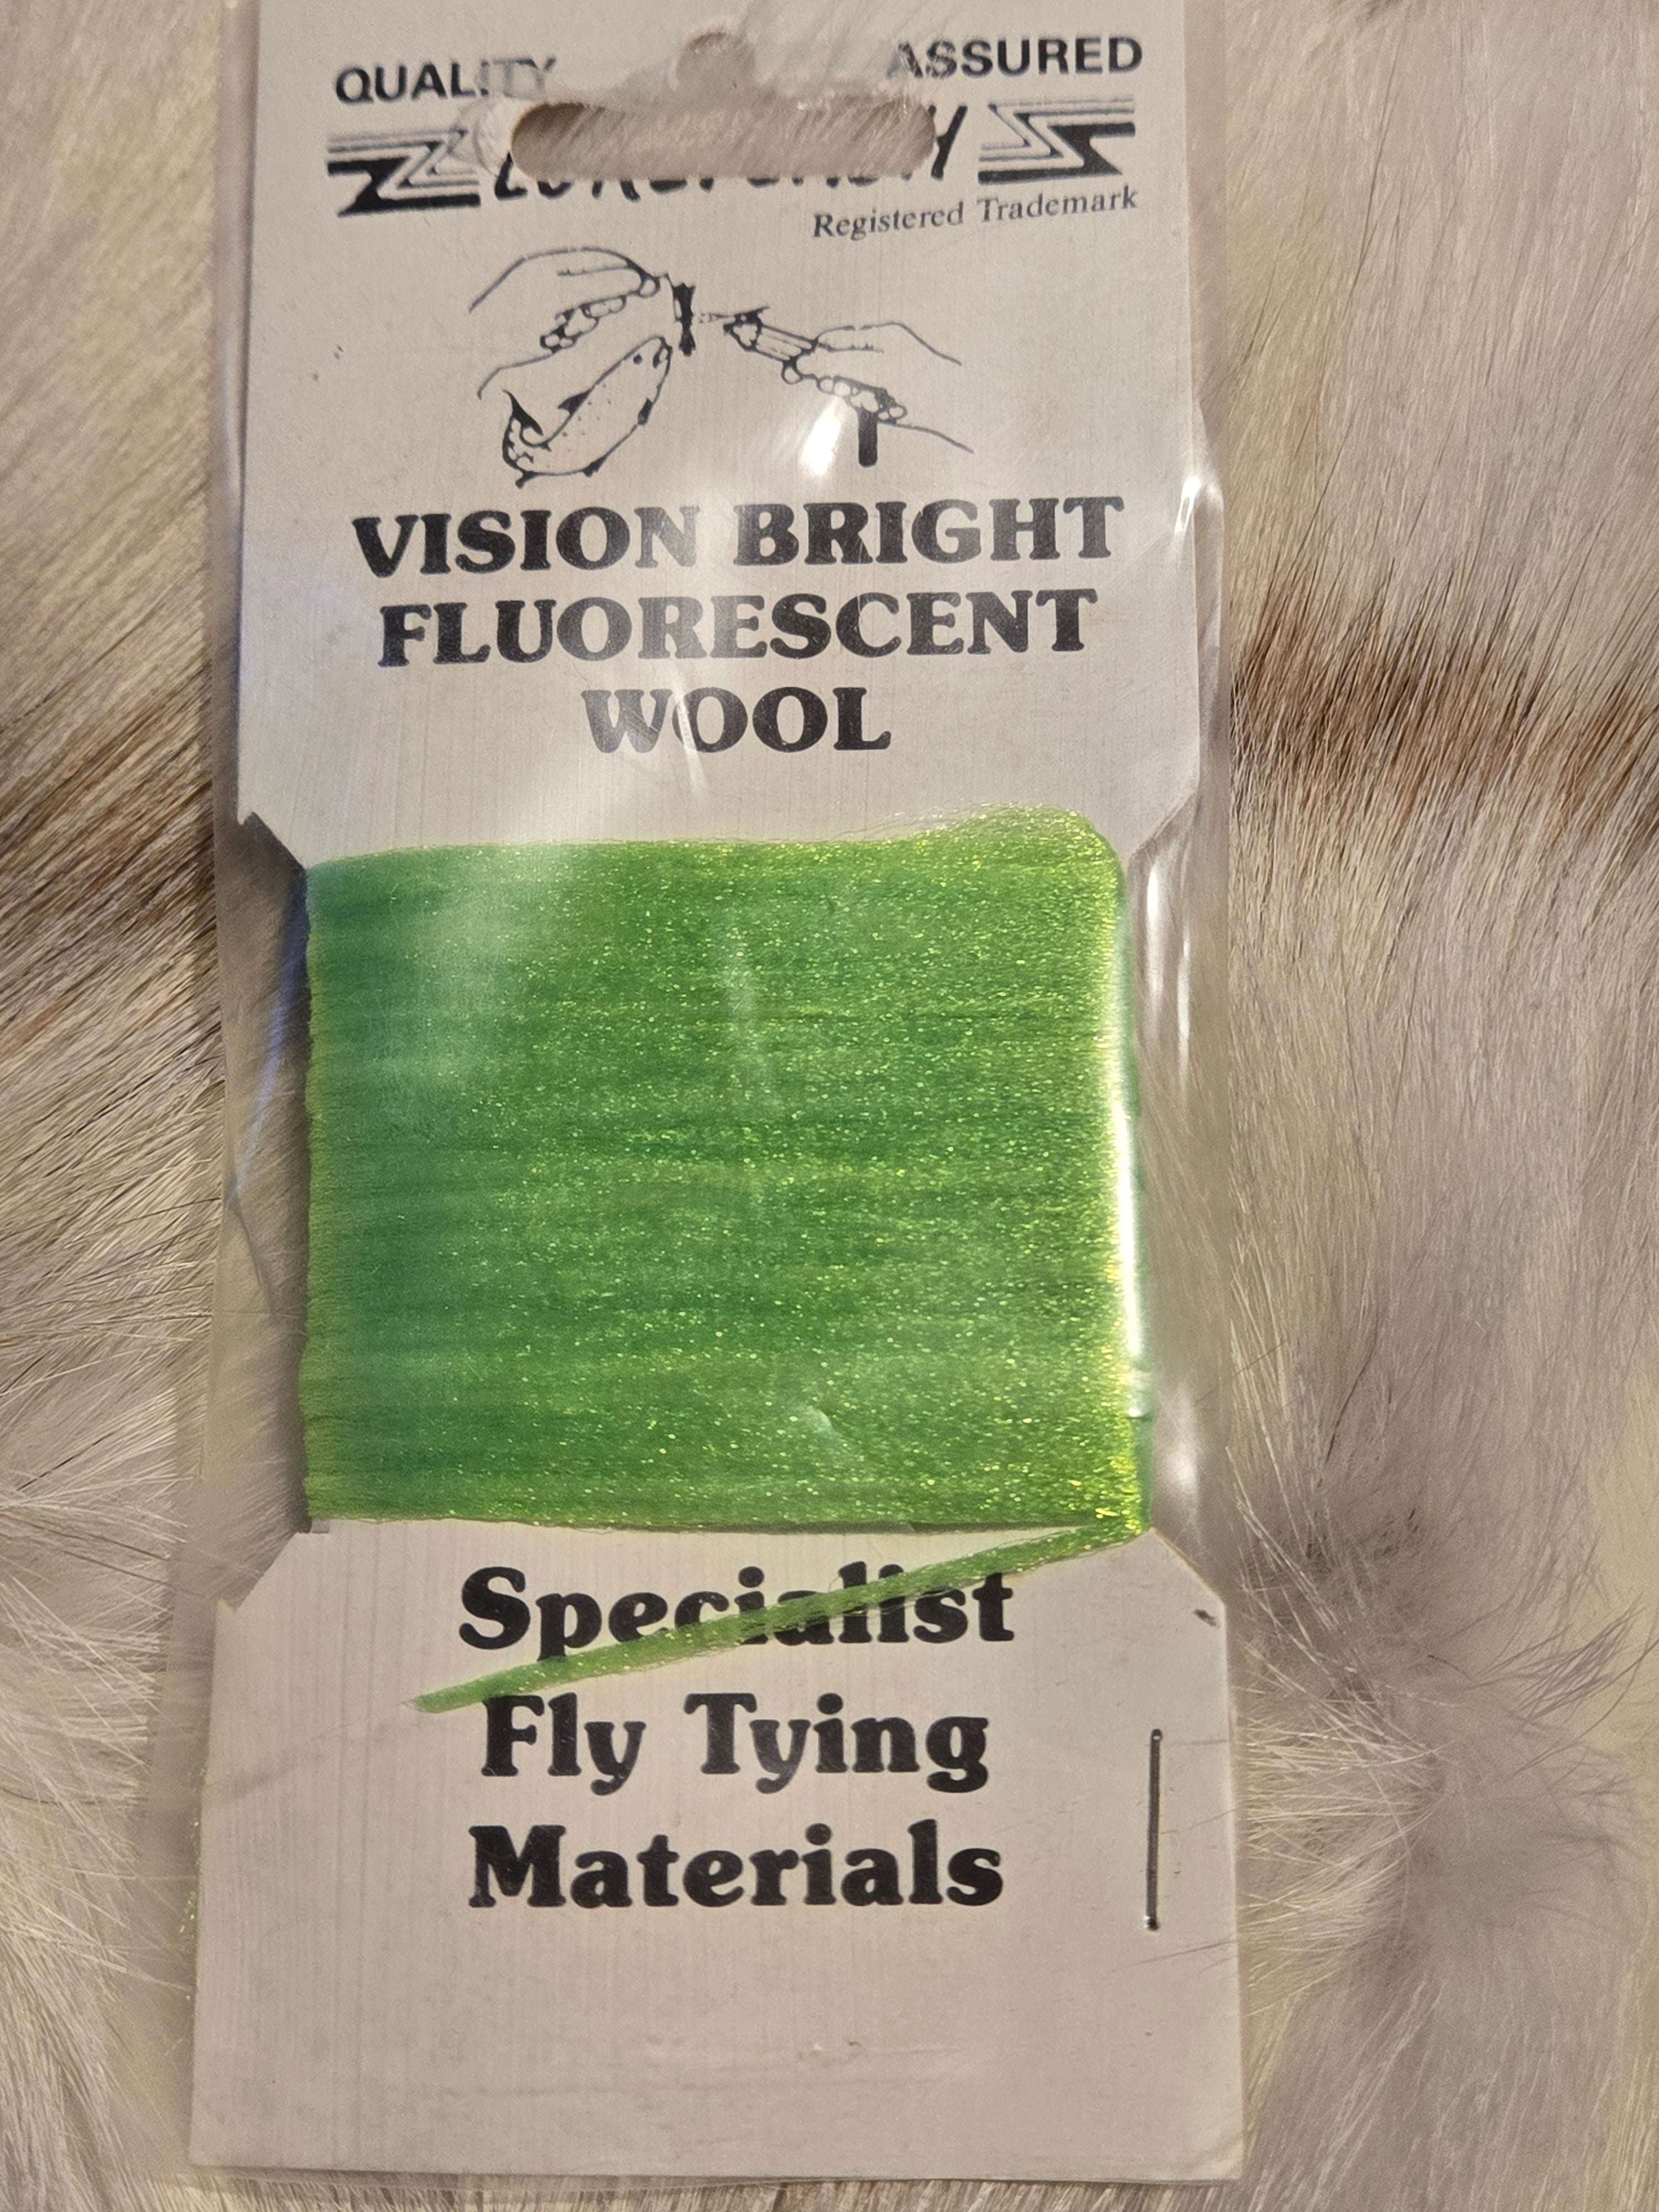 QUALITY ASSURED
Registered Trademark
VISION BRIGHT
FLUORESCENT
WOOL
Specialist
Fly Tying
Materials